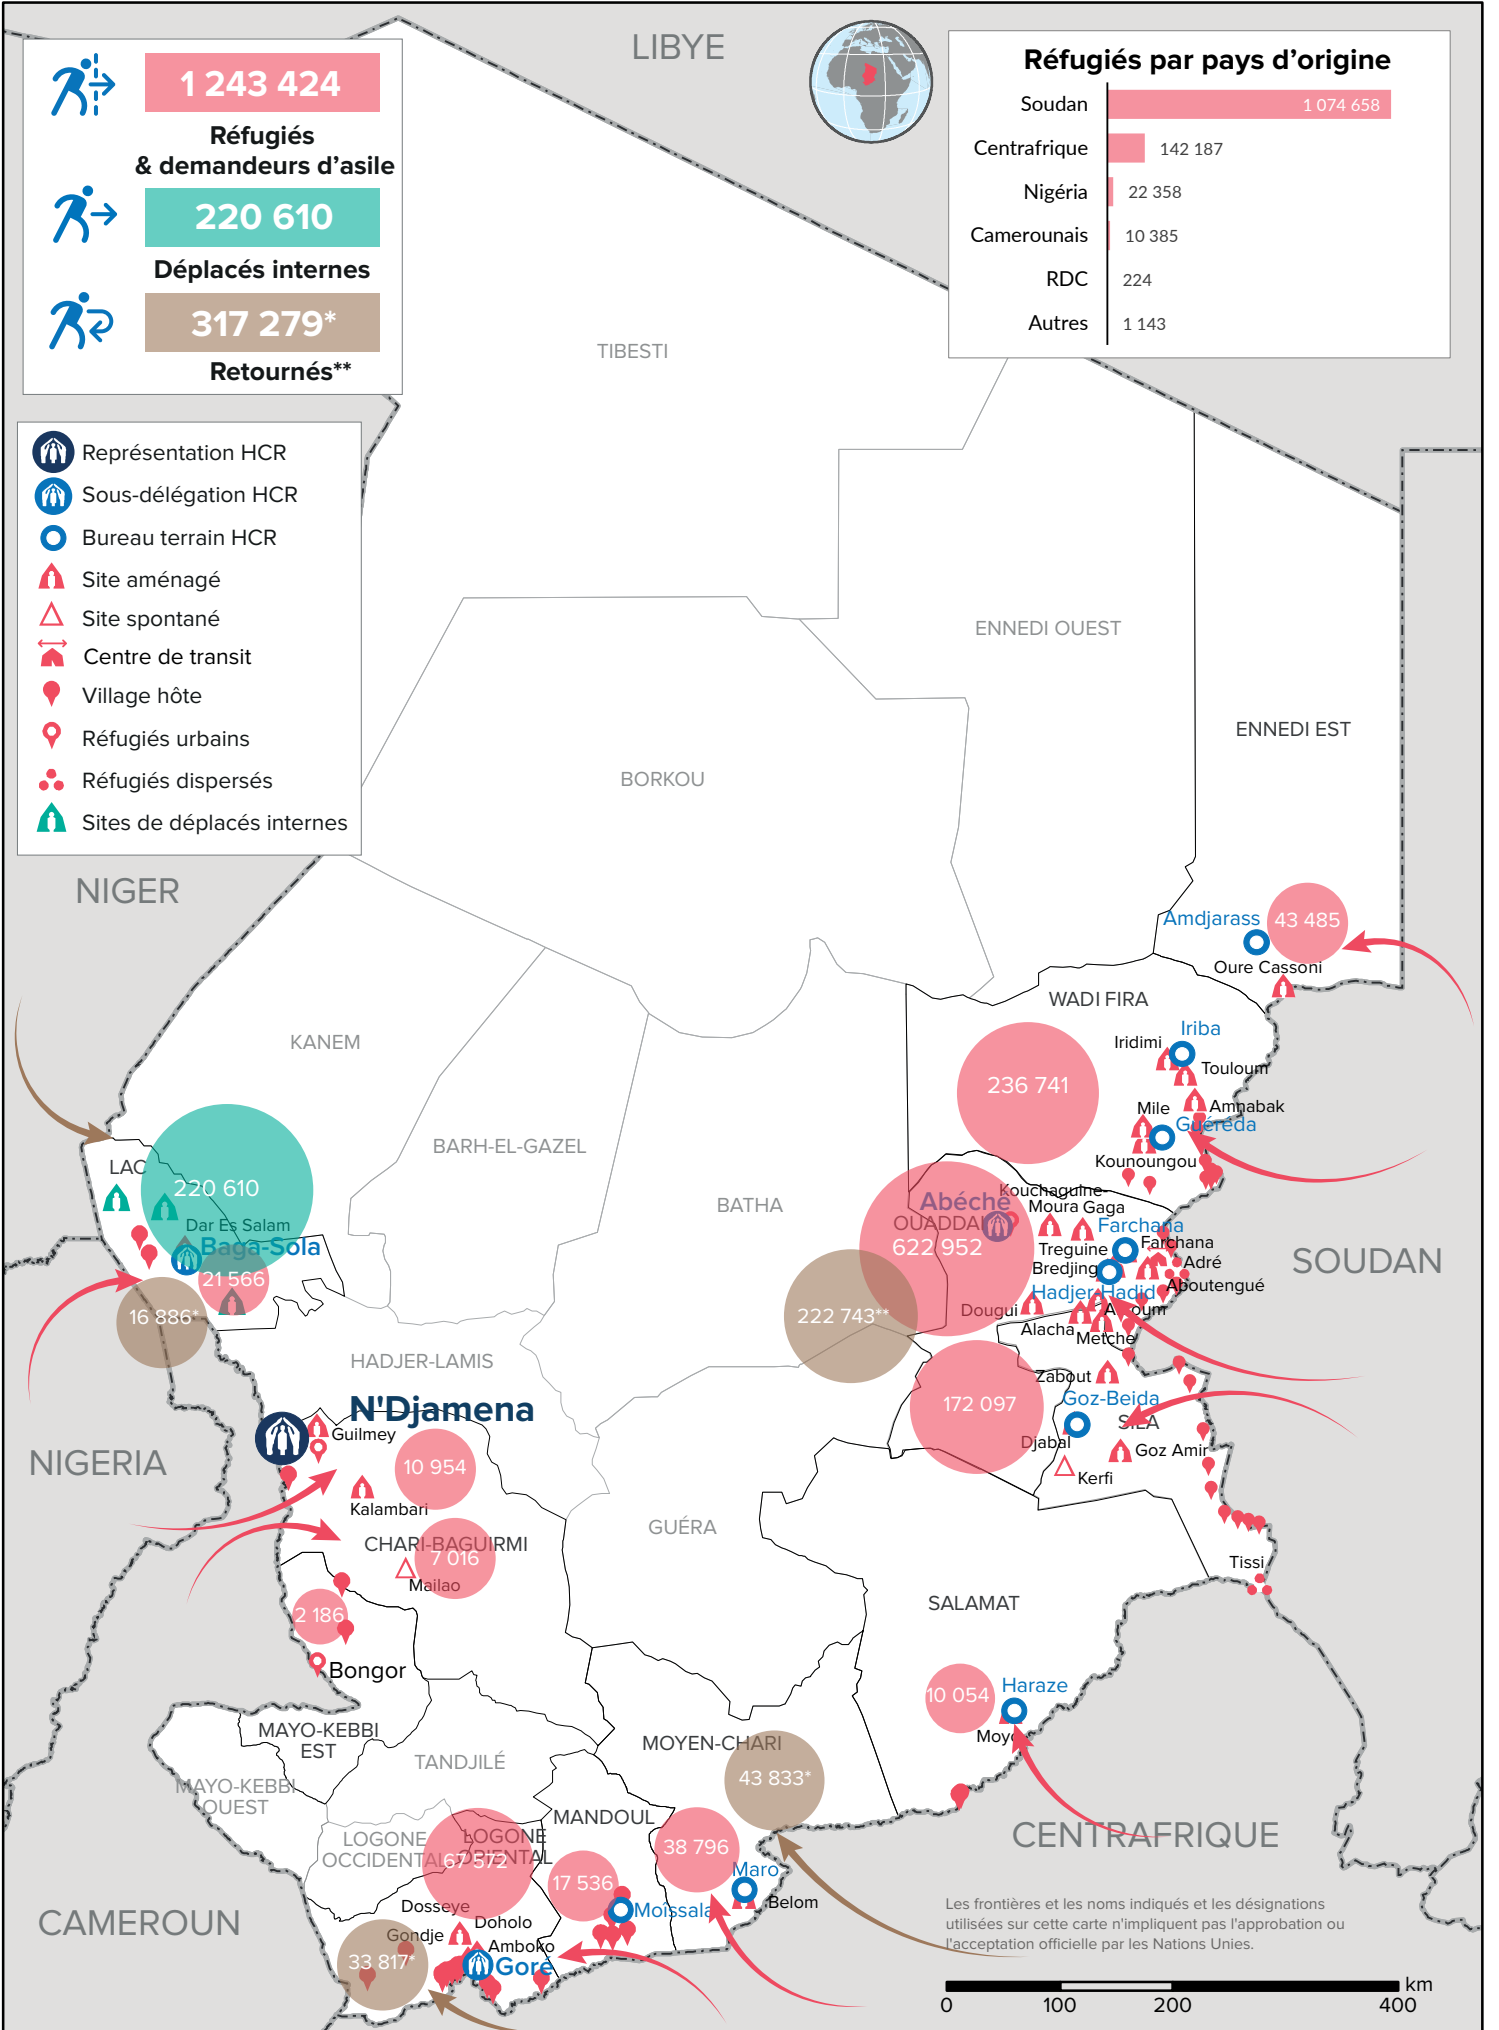 1 243 424
Réfugiés
& demandeurs d'asile
220 610
Déplacés internes
317 279*
Retournés**
Représentation HCR
Sous-délégation HCR
Bureau terrain HCR
Site aménagé
Site spontané
Centre de transit
Village hôte
Réfugiés urbains
Réfugiés dispersés
Sites de déplacés internes
Réfugiés par pays d'origine
Soudan 1 074 658
Centrafrique 142 187
Nigéria 22 358
Camerounais 10 385
RDC 224
Autres 1 143
LIBYE
TIBESTI
ENNEDI OUEST
ENNEDI EST
BORKOU
NIGER
Amdjarass
43 485
Oure Cassoni
WADI FIRA
KANEM
Iriba
Iridimi
Touloum
236 741
Amnabak
Mile
Guéréda
BARH-EL-GAZEL
Kounoungou
LAC
220 610
BATHA
Kouchaguine-
Moura
Gaga
Abéché
OUADDAI
622 952
Dar Es Salam
Baga-Sola
21 566
Farchana
Farchana
Treguine
Bredjing
Adré
Aboutengué
Hadjer Hadid
SOUDAN
16 886*
222 743**
Dougui
Alacha
Metche
HADJER-LAMIS
Zabout
Goz-Beida
172 097
SILA
N'Djamena
Guilmey
Djabal
Goz Amir
Kerfi
NIGERIA
10 954
Kalambari
GUÉRA
CHARI-BAGUIRMI
7 016
Mailao
Tissi
SALAMAT
2 186
Bongor
Haraze
10 054
MAYO-KEBBI
EST
MOYEN-CHARI
TANDJILÉ
43 833*
MAYO-KEBBI
OUEST
MANDOUL
LOGONE
OCCIDENTAL
LOGONE
ORIENTAL
67 572
38 796
17 536
Maro
Belom
CENTRAFRIQUE
Moïssala
Dosseye
Doholo
Gondje
Amboko
Goré
33 817*
CAMEROUN
Les frontières et les noms indiqués et les désignations
utilisées sur cette carte n'impliquent pas l'approbation ou
l'acceptation officielle par les Nations Unies.
km
0 100 200 400